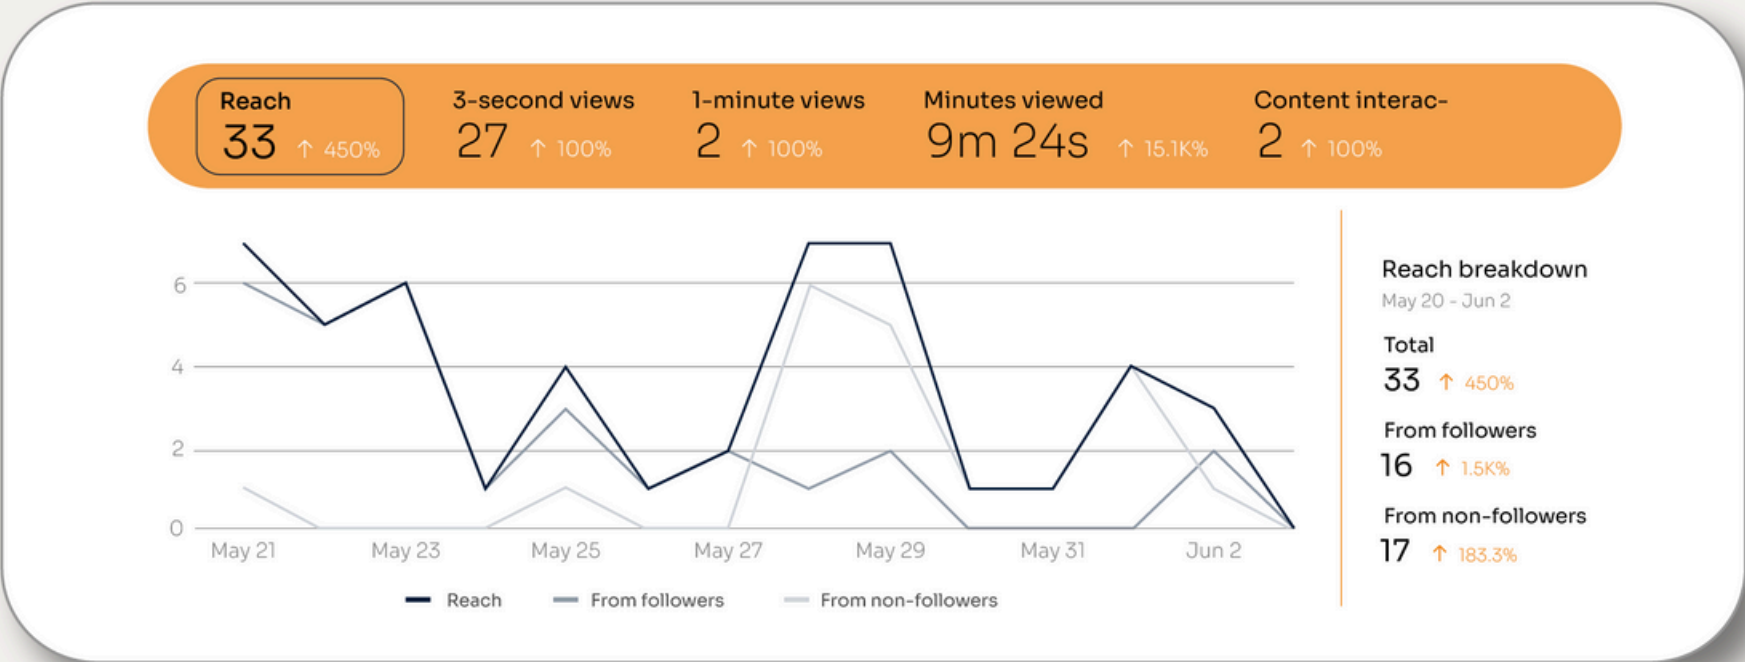 Reach
33 ↑ 450%
3-second views
27 ↑ 100%
1-minute views
2 ↑ 100%
Minutes viewed
9m 24s ↑ 15.1K%
Content interac-
2 ↑ 100%
6
4
2
0
May 21 May 23 May 25 May 27 May 29 May 31 Jun 2
Reach From followers From non-followers
Reach breakdown
May 20 - Jun 2
Total
33 ↑ 450%
From followers
16 ↑ 1.5K%
From non-followers
17 ↑ 183.3%